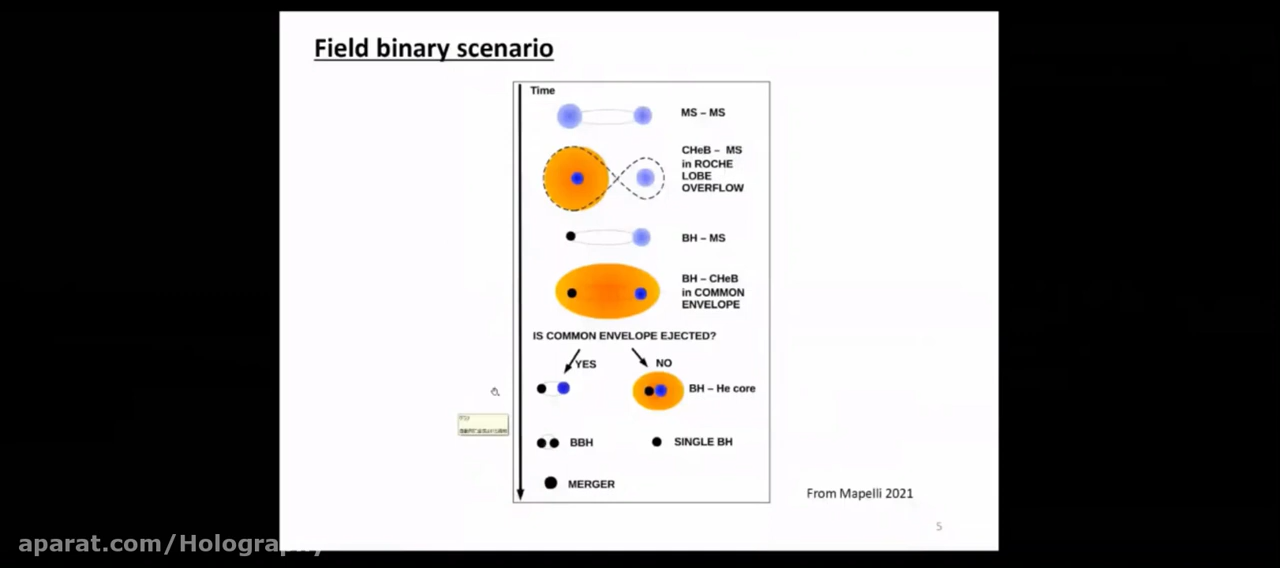 Field binary scenario
Time
MS – MS
CHeB – MS
in ROCHE
LOBE
OVERFLOW
BH – MS
BH – CHeB
in COMMON
ENVELOPE
IS COMMON ENVELOPE EJECTED?
YES
NO
BH – He core
BBH
SINGLE BH
MERGER
From Mapelli 2021
5
aparat.com/Holography